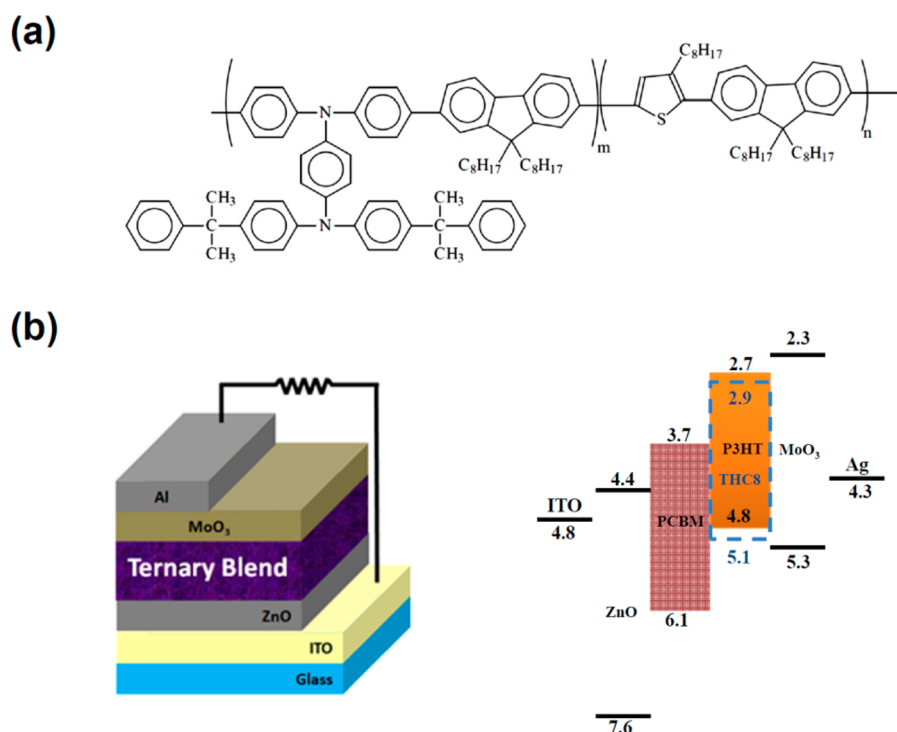 (a)
C₈H₁₇
N
S
m
n
C₈H₁₇ C₈H₁₇
C₈H₁₇ C₈H₁₇
CH₃ CH₃
C N C
CH₃ CH₃
(b)
Al
MoO₃
Ternary Blend
ZnO
ITO
Glass
2.3
2.7
2.9
3.7
P3HT
MoO₃
4.4
THC8
Ag
4.3
ITO
4.8
PCBM
4.8
5.1
5.3
ZnO
6.1
7.6